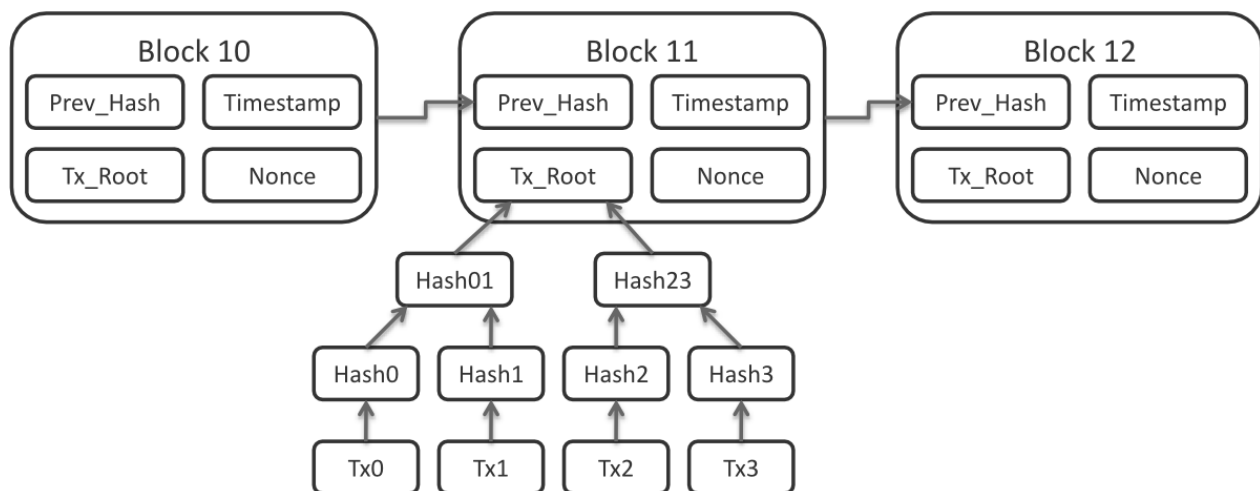 Block 10
Prev_Hash
Timestamp
Tx_Root
Nonce
Block 11
Prev_Hash
Timestamp
Tx_Root
Nonce
Block 12
Prev_Hash
Timestamp
Tx_Root
Nonce
Hash01
Hash23
Hash0
Hash1
Hash2
Hash3
Tx0
Tx1
Tx2
Tx3